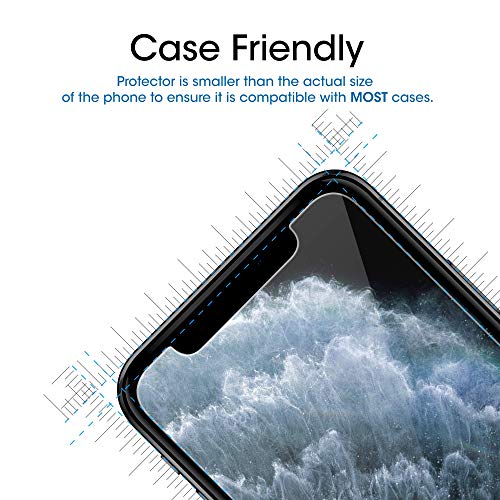 Case Friendly
Protector is smaller than the actual size
of the phone to ensure it is compatible with MOST cases.